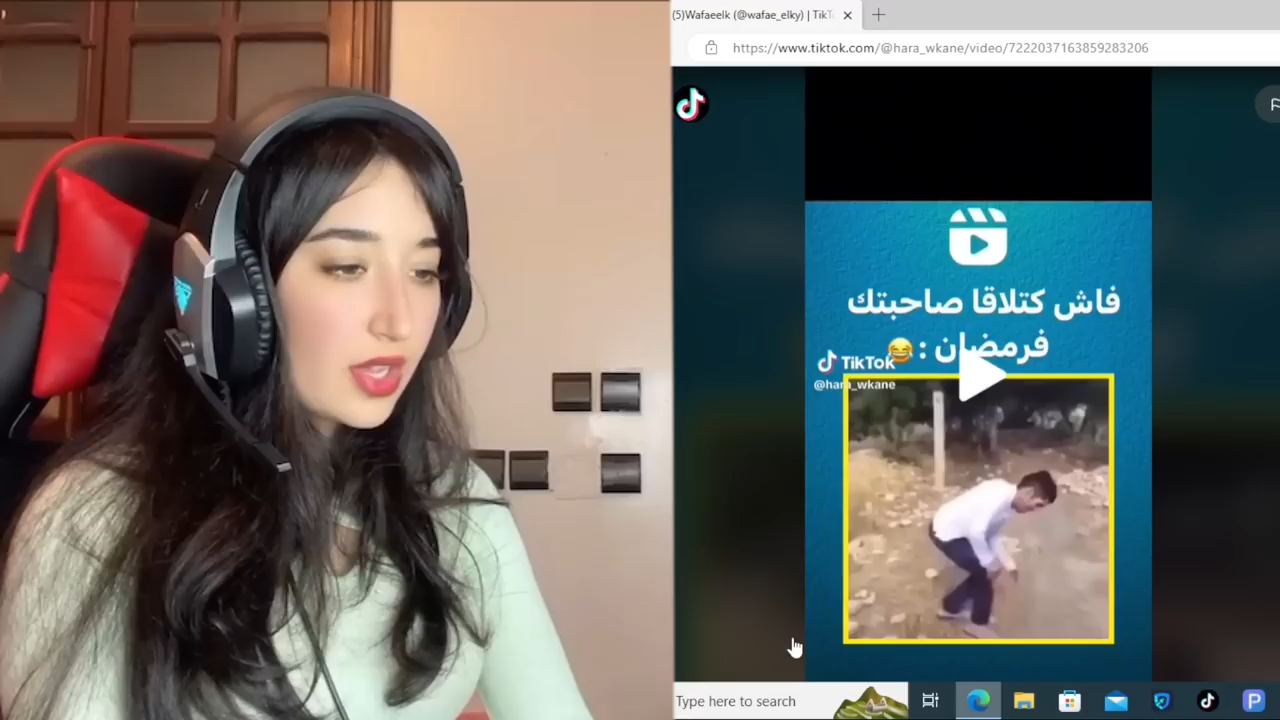 (5)Wafaeelk (@wafae_elky) | TikT
https://www.tiktok.com/@hara_wkane/video/7222037163859283206
فاش كتلاقا صاحبتك
فرمضان : 😂
TikTok
@hara_wkane
Type here to search